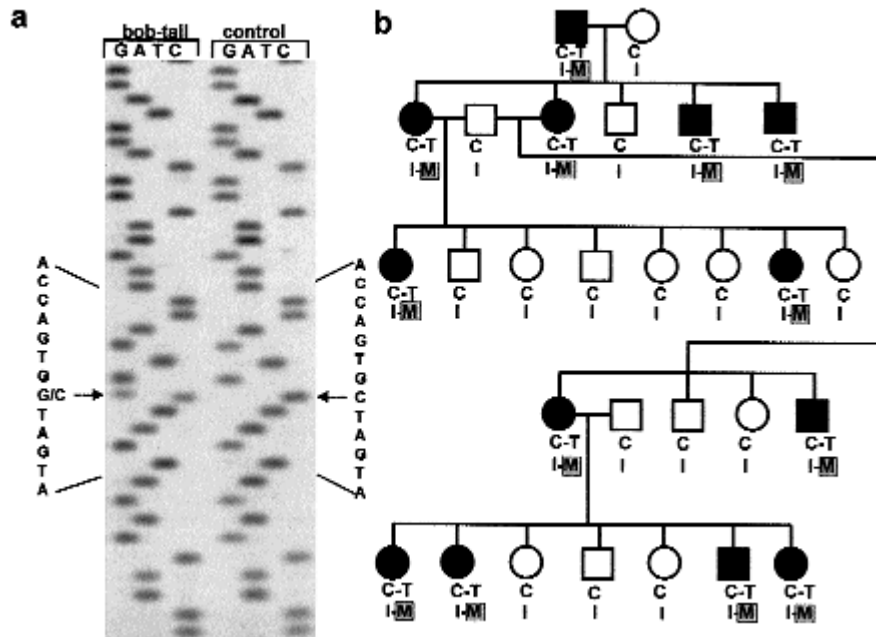 a
bob-tail control
G A T C G A T C
A
C
C
A
G
T
G
G/C
T
A
G
T
A
A
C
C
A
G
T
G
C
T
A
G
T
A
b
C-T C
I-M I
C-T C C-T C C-T C-T
I-M I I-M I I-M I-M
C-T C C C C C C-T C
I-M I I I I I I-M I
C-T C C C C-T
I-M I I I I-M
C-T C-T C C C C-T C-T
I-M I-M I I I I-M I-M